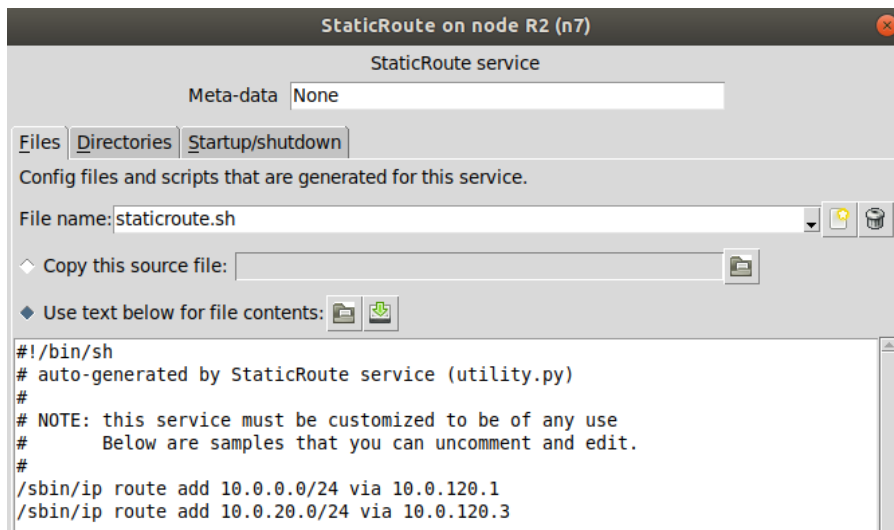 StaticRoute on node R2 (n7)
StaticRoute service
Meta-data None
Files Directories Startup/shutdown
Config files and scripts that are generated for this service.
File name: staticroute.sh
Copy this source file:
Use text below for file contents:
#!/bin/sh
# auto-generated by StaticRoute service (utility.py)
#
# NOTE: this service must be customized to be of any use
#       Below are samples that you can uncomment and edit.
#
/sbin/ip route add 10.0.0.0/24 via 10.0.120.1
/sbin/ip route add 10.0.20.0/24 via 10.0.120.3